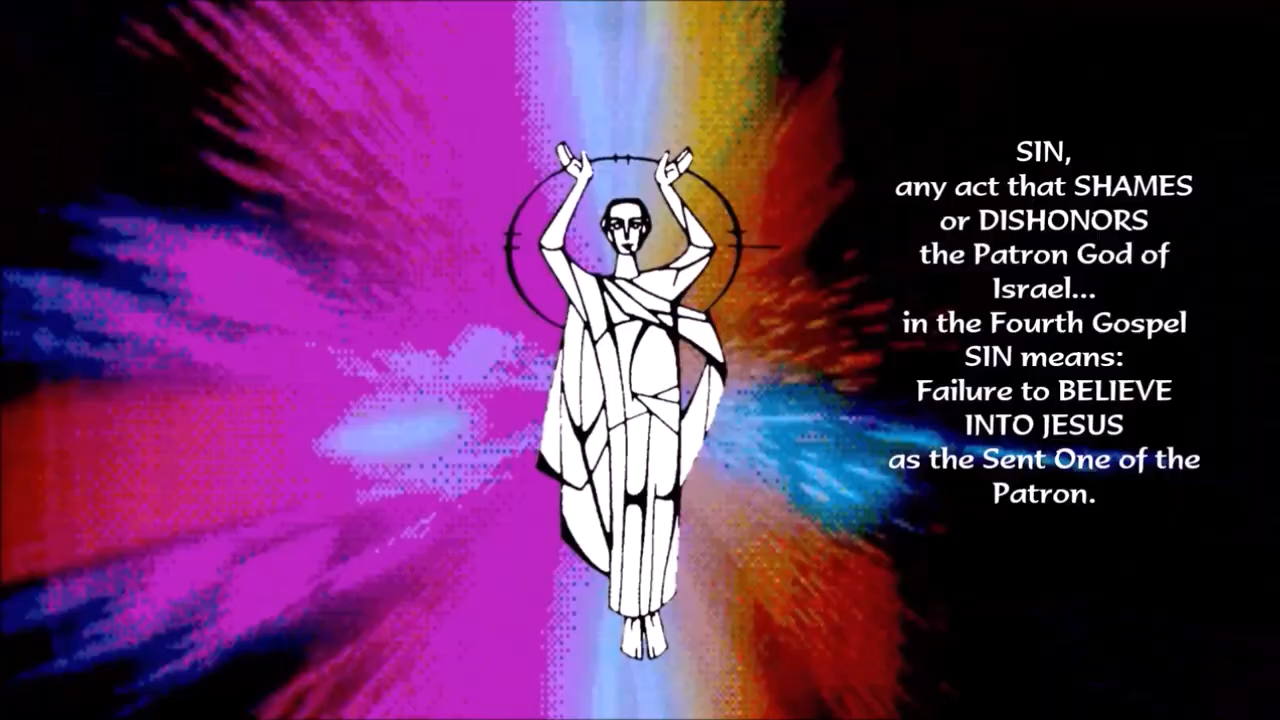 SIN,
any act that SHAMES
or DISHONORS
the Patron God of
Israel...
in the Fourth Gospel
SIN means:
Failure to BELIEVE
INTO JESUS
as the Sent One of the
Patron.